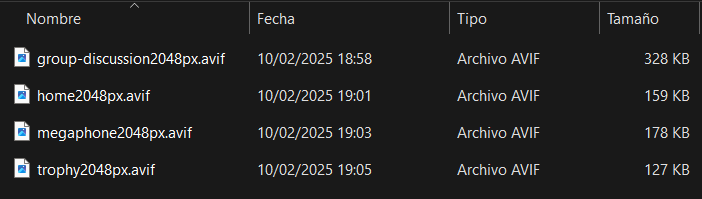 Nombre Fecha Tipo Tamaño
group-discussion2048px.avif 10/02/2025 18:58 Archivo AVIF 328 KB
home2048px.avif 10/02/2025 19:01 Archivo AVIF 159 KB
megaphone2048px.avif 10/02/2025 19:03 Archivo AVIF 178 KB
trophy2048px.avif 10/02/2025 19:05 Archivo AVIF 127 KB